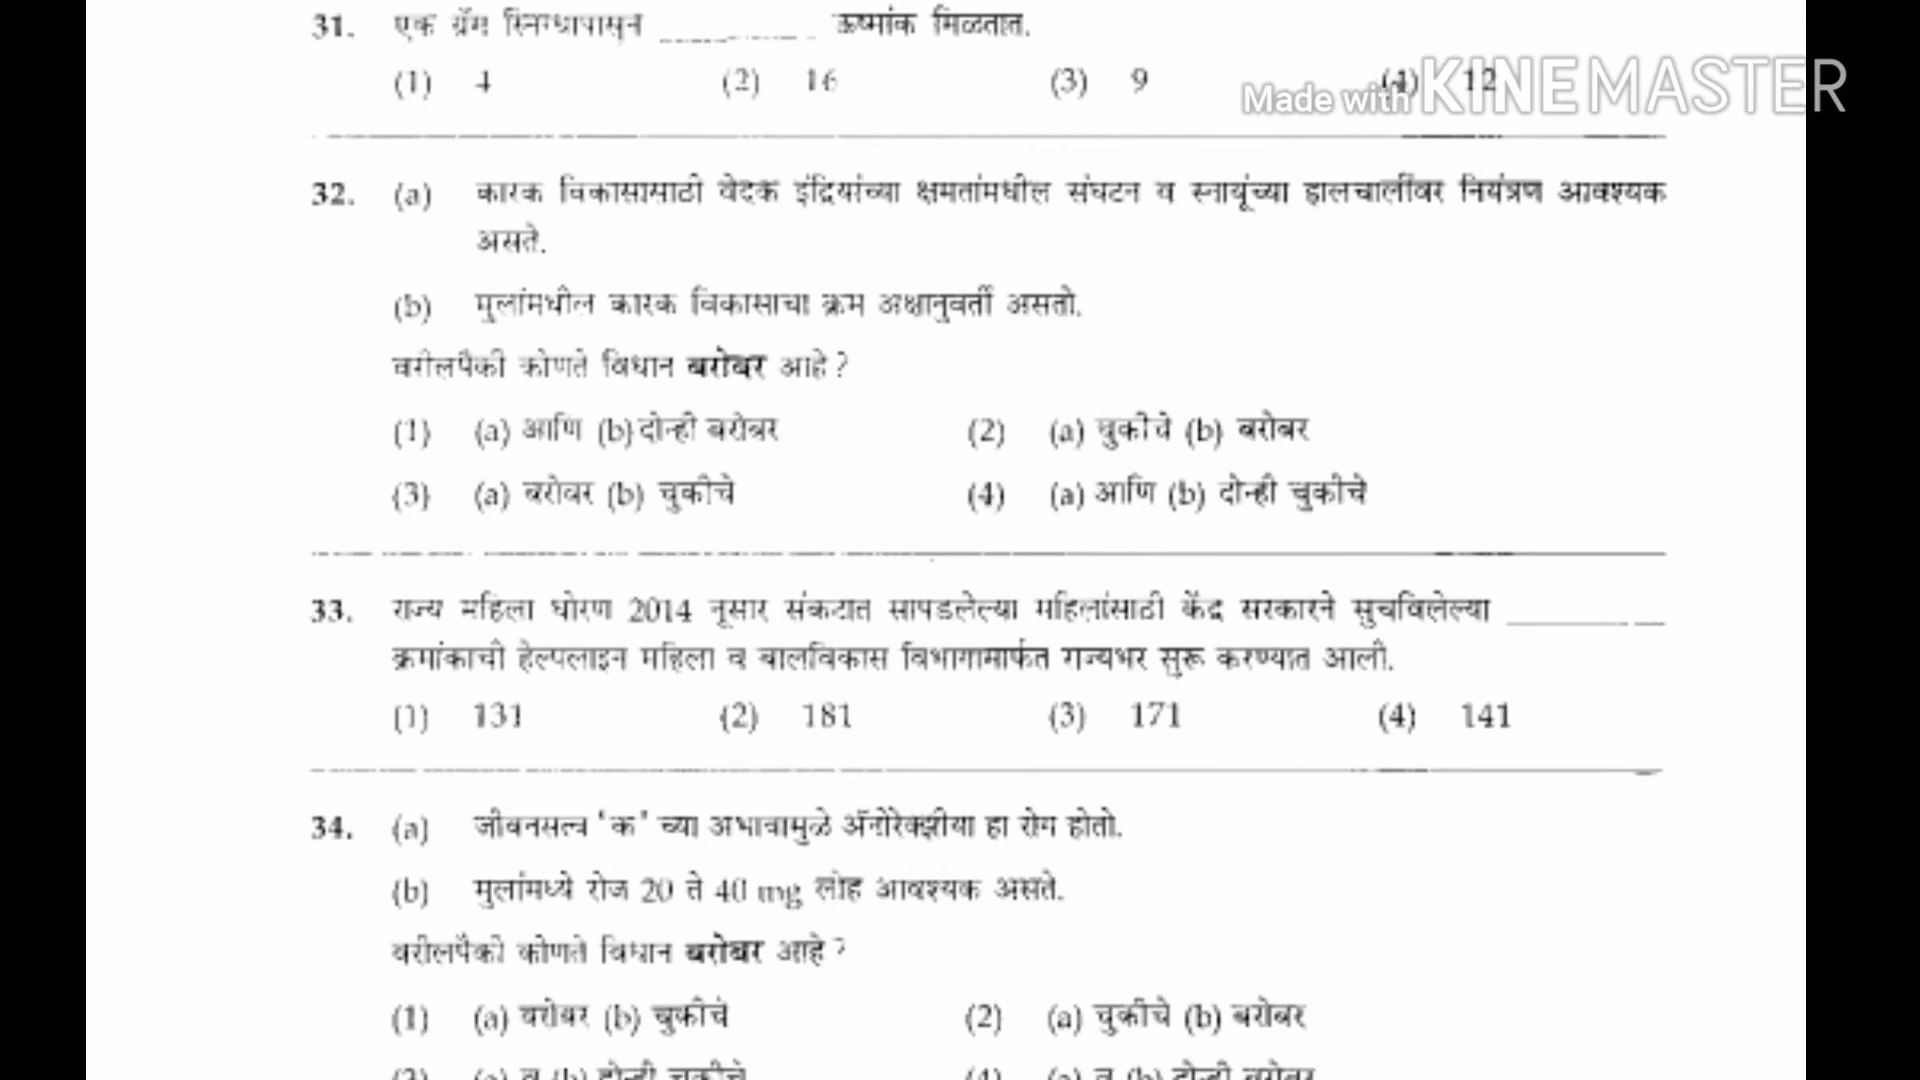 31. एक ग्रॅम स्निग्धापासून ________ ऊष्मांक मिळतात.
(1) 4 (2) 16 (3) 9 (4) 12
Made with KINEMASTER
32. (a) कारक विकासासाठी वेदक इंद्रियांच्या क्षमतांमधील संघटन व स्नायूंच्या हालचालींवर नियंत्रण आवश्यक
असते.
(b) मुलांमधील कारक विकासाचा क्रम अक्षानुवर्ती असतो.
वरीलपैकी कोणते विधान बरोबर आहे?
(1) (a) आणि (b) दोन्ही बरोबर (2) (a) चुकीचे (b) बरोबर
(3) (a) बरोबर (b) चुकीचे (4) (a) आणि (b) दोन्ही चुकीचे
33. राज्य महिला धोरण 2014 नूसार संकटात सापडलेल्या महिलांसाठी केंद्र सरकारने सुचविलेल्या ________
क्रमांकाची हेल्पलाइन महिला व बालविकास विभागामार्फत राज्यभर सुरू करण्यात आली.
(1) 131 (2) 181 (3) 171 (4) 141
34. (a) जीवनसत्व 'क' च्या अभावामुळे ॲनोरेक्झीया हा रोग होतो.
(b) मुलांमध्ये रोज 20 ते 40 mg लोह आवश्यक असते.
वरीलपैकी कोणते विधान बरोबर आहे?
(1) (a) बरोबर (b) चुकीचे (2) (a) चुकीचे (b) बरोबर
(3) (a) व (b) दोन्ही चुकीचे (4) (a) व (b) दोन्ही बरोबर